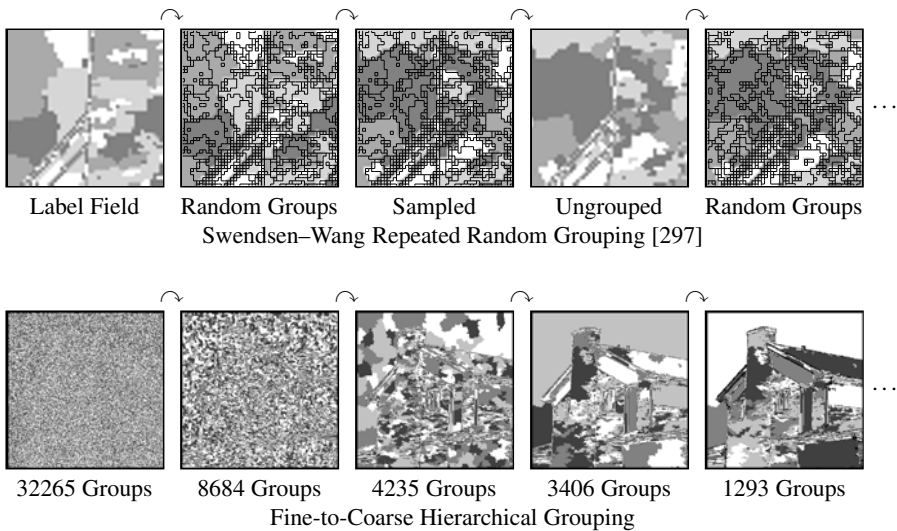 Label Field Random Groups Sampled Ungrouped Random Groups
Swendsen–Wang Repeated Random Grouping [297]
...
32265 Groups 8684 Groups 4235 Groups 3406 Groups 1293 Groups
Fine-to-Coarse Hierarchical Grouping
...